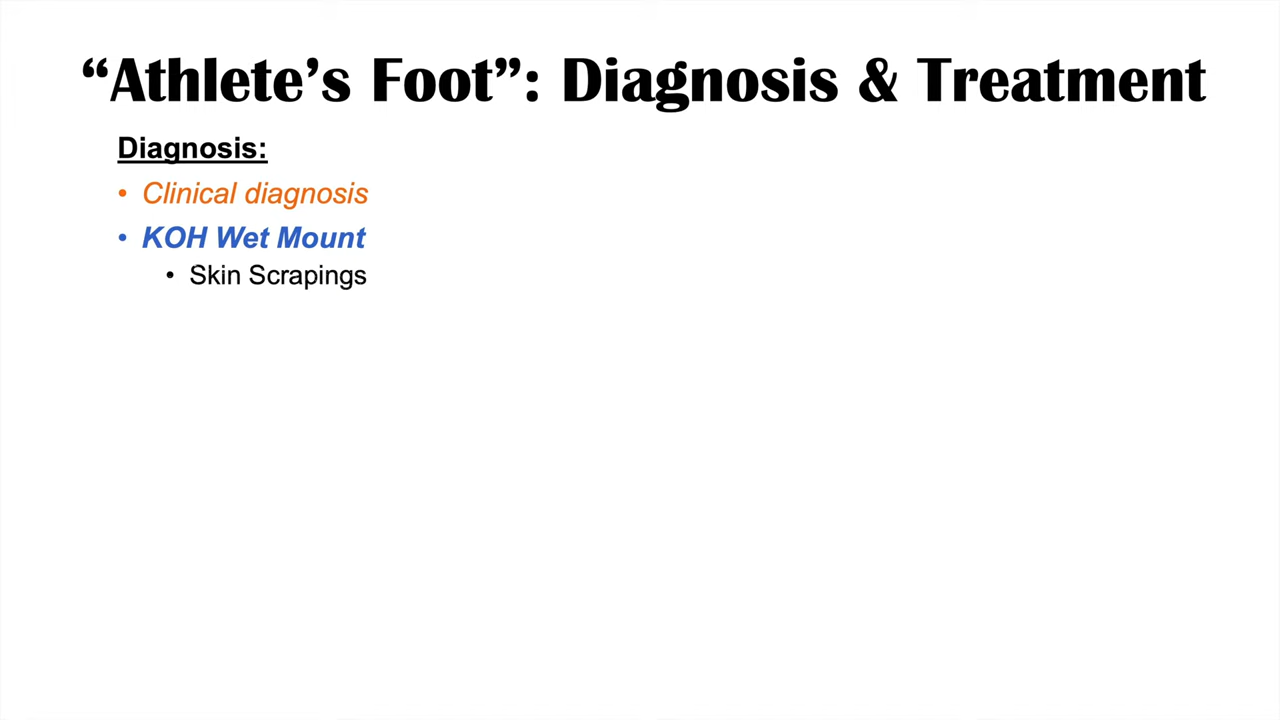 “Athlete’s Foot”: Diagnosis & Treatment
Diagnosis:
• Clinical diagnosis
• KOH Wet Mount
• Skin Scrapings